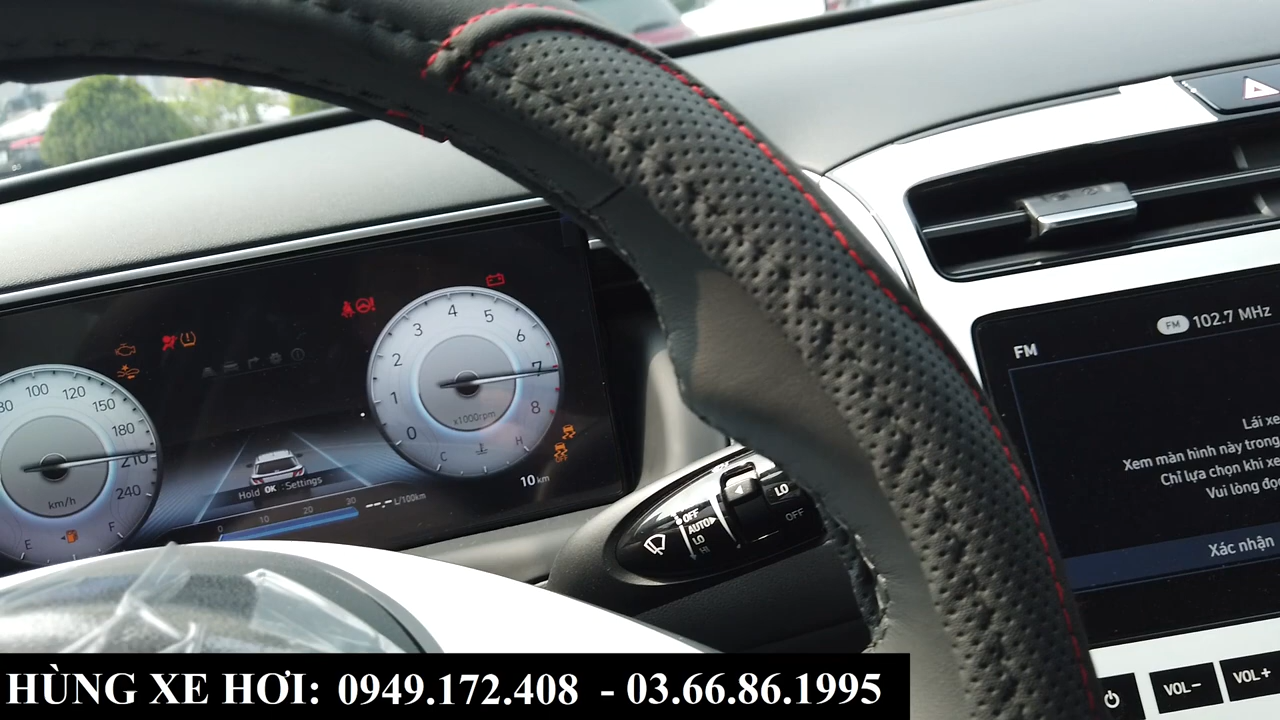 FM 102.7 MHz
FM
Lái xe
Xem màn hình này trong
Chỉ lựa chọn khi xe
Vui lòng đọc
Xác nhận
VOL-
VOL+
80 100 120 150 180 210 240
km/h
E F
0 1 2 3 4 5 6 7 8
x1000rpm
C H
Hold OK :Settings
0 10 20 30
--.- L/100km
10 km
OFF
AUTO
LO
HI
LO
OFF
HÙNG XE HƠI: 0949.172.408 - 03.66.86.1995